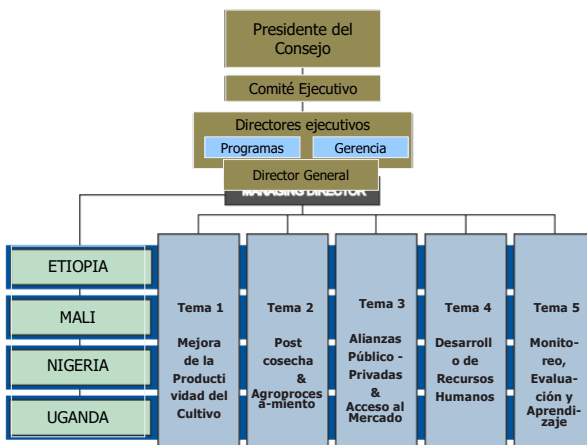 Presidente del
Consejo
Comité Ejecutivo
Directores ejecutivos
Programas
Gerencia
Director General
MANAGING DIRECTOR
ETIOPIA
MALI
NIGERIA
UGANDA
Tema 1
Mejora
de la
Producti
vidad del
Cultivo
Tema 2
Post
cosecha
&
Agroproces
á-miento
Tema 3
Alianzas
Público -
Privadas
&
Acceso al
Mercado
Tema 4
Desarroll
o de
Recursos
Humanos
Tema 5
Monito-
reo,
Evalua-
ción y
Aprendi-
zaje